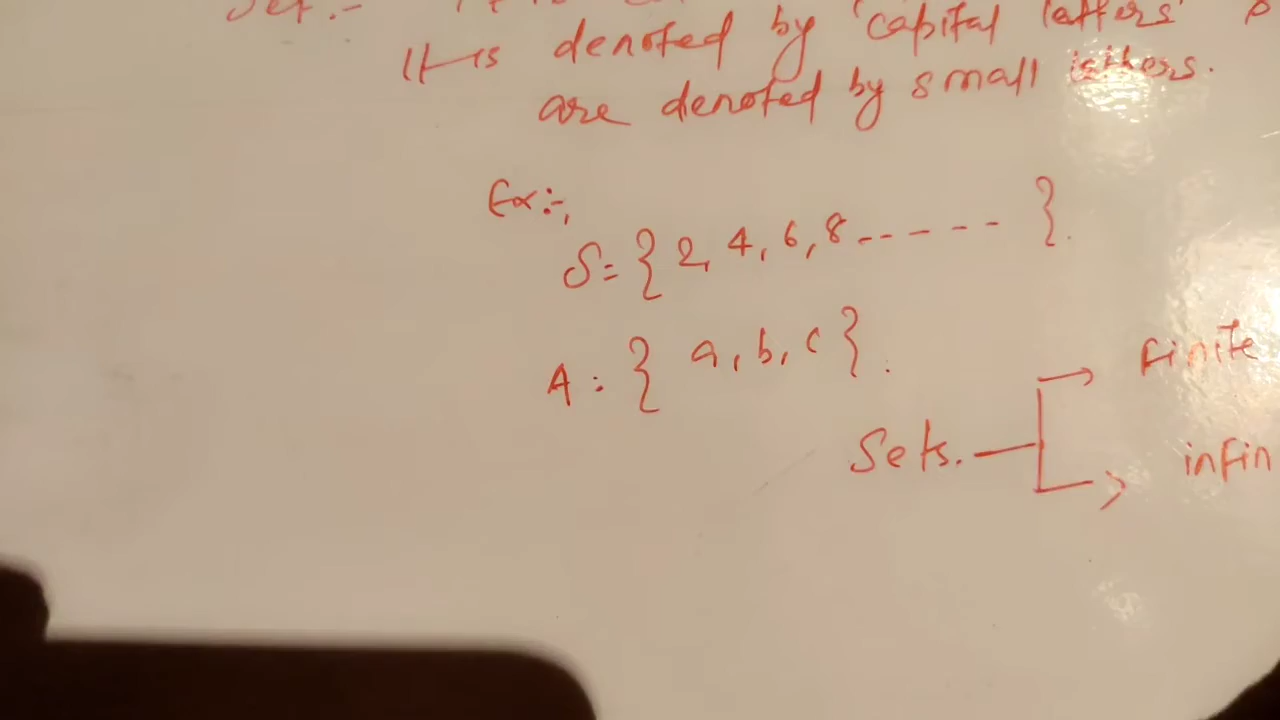 Set :-
It is denoted by 'capital letters'
are denoted by small letters.
Ex:-,
S = { 2, 4, 6, 8 ----- }.
A : { a, b, c }.
Finite
Sets.
infin